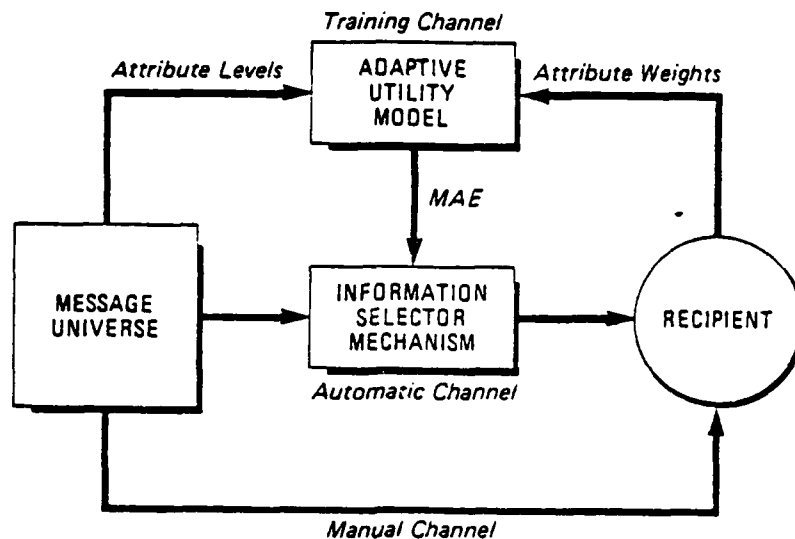 Training Channel
Attribute Levels
ADAPTIVE
UTILITY
MODEL
Attribute Weights
MAE
MESSAGE
UNIVERSE
INFORMATION
SELECTOR
MECHANISM
RECIPIENT
Automatic Channel
Manual Channel